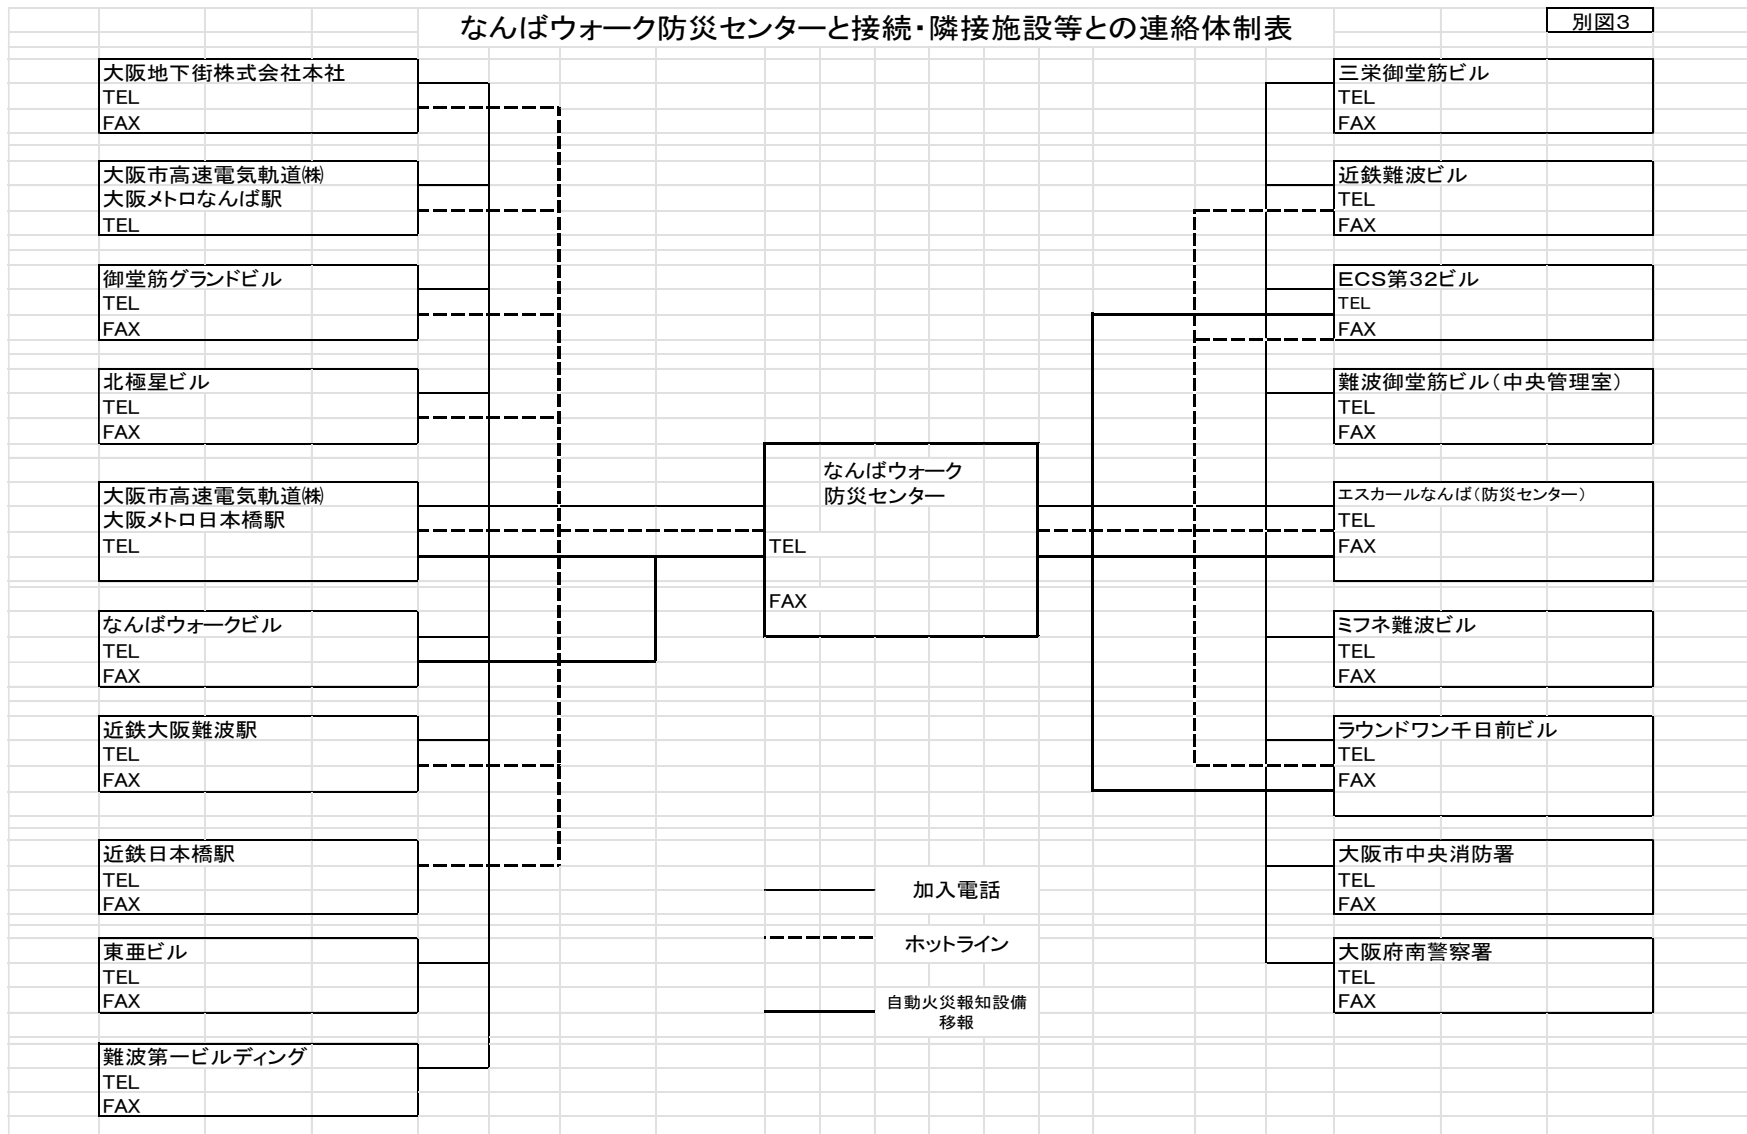 なんばウォーク防災センターと接続・隣接施設等との連絡体制表
別図3
大阪地下街株式会社本社
TEL
FAX
大阪市高速電気軌道㈱
大阪メトロなんば駅
TEL
御堂筋グランドビル
TEL
FAX
北極星ビル
TEL
FAX
大阪市高速電気軌道㈱
大阪メトロ日本橋駅
TEL
なんばウォークビル
TEL
FAX
近鉄大阪難波駅
TEL
FAX
近鉄日本橋駅
TEL
FAX
東亜ビル
TEL
FAX
難波第一ビルディング
TEL
FAX
なんばウォーク
防災センター
TEL
FAX
加入電話
ホットライン
自動火災報知設備
移報
三栄御堂筋ビル
TEL
FAX
近鉄難波ビル
TEL
FAX
ECS第32ビル
TEL
FAX
難波御堂筋ビル（中央管理室）
TEL
FAX
エスカールなんば（防災センター）
TEL
FAX
ミフネ難波ビル
TEL
FAX
ラウンドワン千日前ビル
TEL
FAX
大阪市中央消防署
TEL
FAX
大阪府南警察署
TEL
FAX